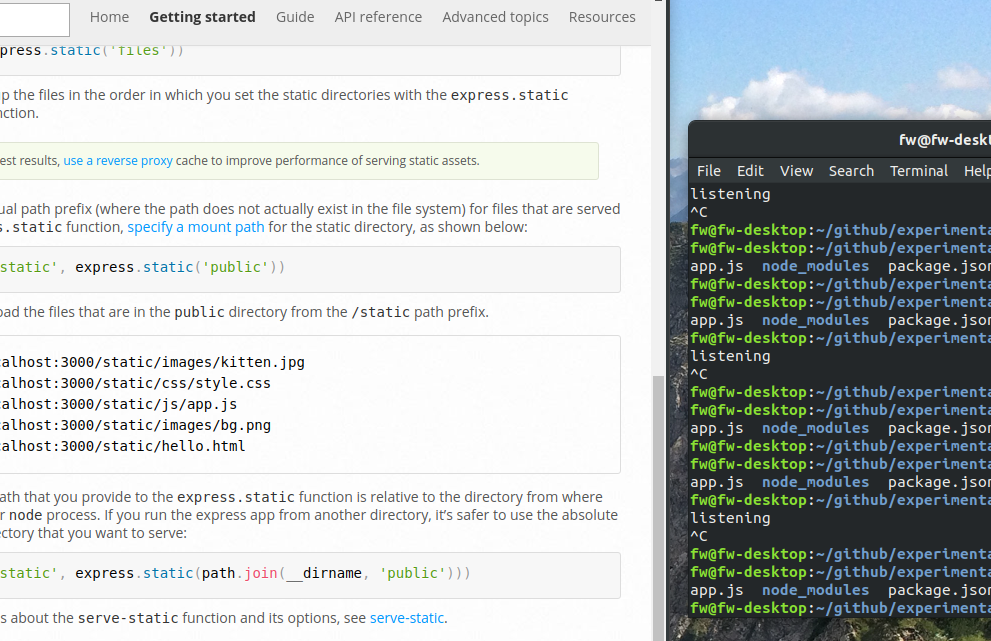 Home Getting started Guide API reference Advanced topics Resources
press.static('files'))
p the files in the order in which you set the static directories with the express.static
nction.
est results, use a reverse proxy cache to improve performance of serving static assets.
ual path prefix (where the path does not actually exist in the file system) for files that are served
s.static function, specify a mount path for the static directory, as shown below:
static', express.static('public'))
oad the files that are in the public directory from the /static path prefix.
calhost:3000/static/images/kitten.jpg
calhost:3000/static/css/style.css
calhost:3000/static/js/app.js
calhost:3000/static/images/bg.png
calhost:3000/static/hello.html
ath that you provide to the express.static function is relative to the directory from where
r node process. If you run the express app from another directory, it's safer to use the absolute
ectory that you want to serve:
static', express.static(path.join(__dirname, 'public')))
s about the serve-static function and its options, see serve-static.
fw@fw-deskt
File Edit View Search Terminal Help
listening
^C
fw@fw-desktop:~/github/experimenta
fw@fw-desktop:~/github/experimenta
app.js node_modules package.json
fw@fw-desktop:~/github/experimenta
fw@fw-desktop:~/github/experimenta
app.js node_modules package.json
fw@fw-desktop:~/github/experimenta
listening
^C
fw@fw-desktop:~/github/experimenta
fw@fw-desktop:~/github/experimenta
app.js node_modules package.json
fw@fw-desktop:~/github/experimenta
fw@fw-desktop:~/github/experimenta
app.js node_modules package.json
fw@fw-desktop:~/github/experimenta
listening
^C
fw@fw-desktop:~/github/experimenta
fw@fw-desktop:~/github/experimenta
app.js node_modules package.json
fw@fw-desktop:~/github/experimenta